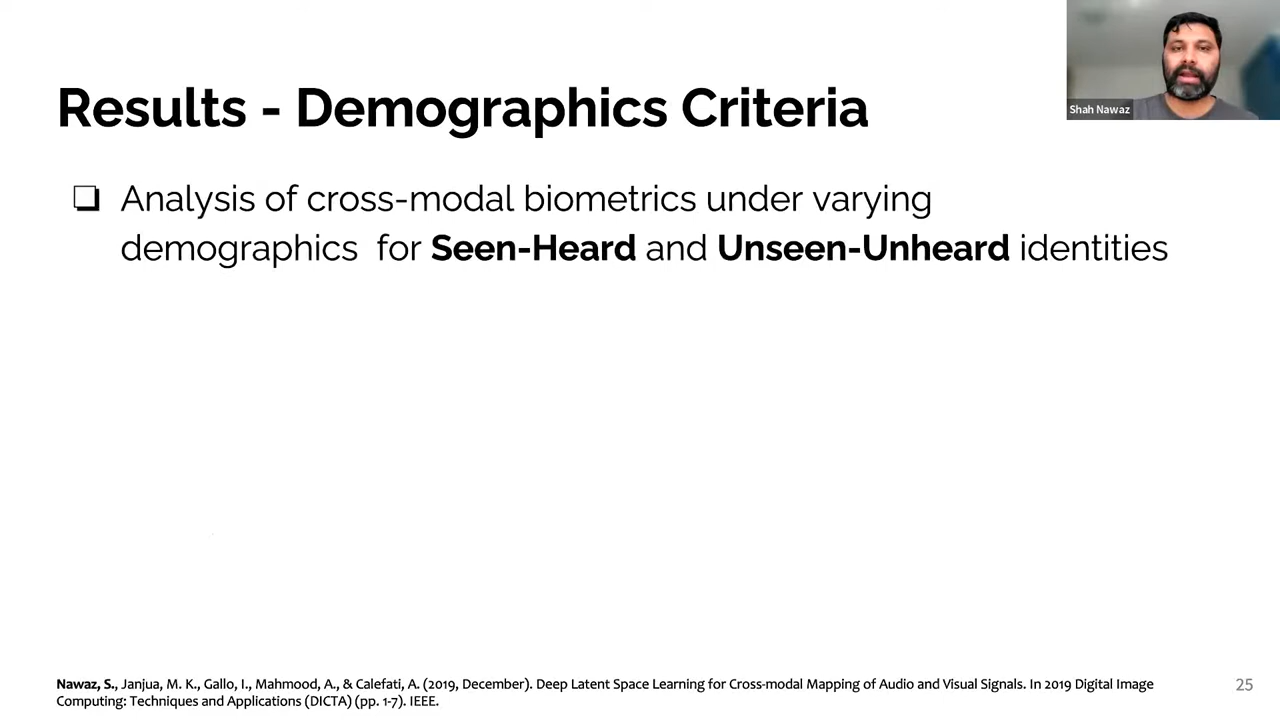 Shah Nawaz
Results - Demographics Criteria
❏ Analysis of cross-modal biometrics under varying
demographics for Seen-Heard and Unseen-Unheard identities
Nawaz, S., Janjua, M. K., Gallo, I., Mahmood, A., & Calefati, A. (2019, December). Deep Latent Space Learning for Cross-modal Mapping of Audio and Visual Signals. In 2019 Digital Image
Computing: Techniques and Applications (DICTA) (pp. 1-7). IEEE.
25